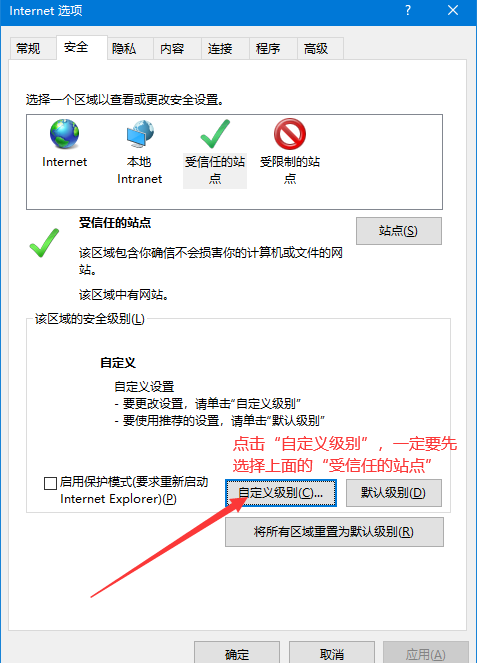 Internet 选项
?
常规 安全 隐私 内容 连接 程序 高级
选择一个区域以查看或更改安全设置。
Internet
本地
Intranet
受信任的站
点
受限制的站
点
受信任的站点
站点(S)
该区域包含你确信不会损害你的计算机或文件的网
站。
该区域中有网站。
该区域的安全级别(L)
自定义
自定义设置
- 要更改设置，请单击“自定义级别”
- 要使用推荐的设置，请单击“默认级别”
点击“自定义级别”，一定要先
选择上面的“受信任的站点”
启用保护模式(要求重新启动
Internet Explorer)(P)
自定义级别(C)...
默认级别(D)
将所有区域重置为默认级别(R)
确定 取消 应用(A)